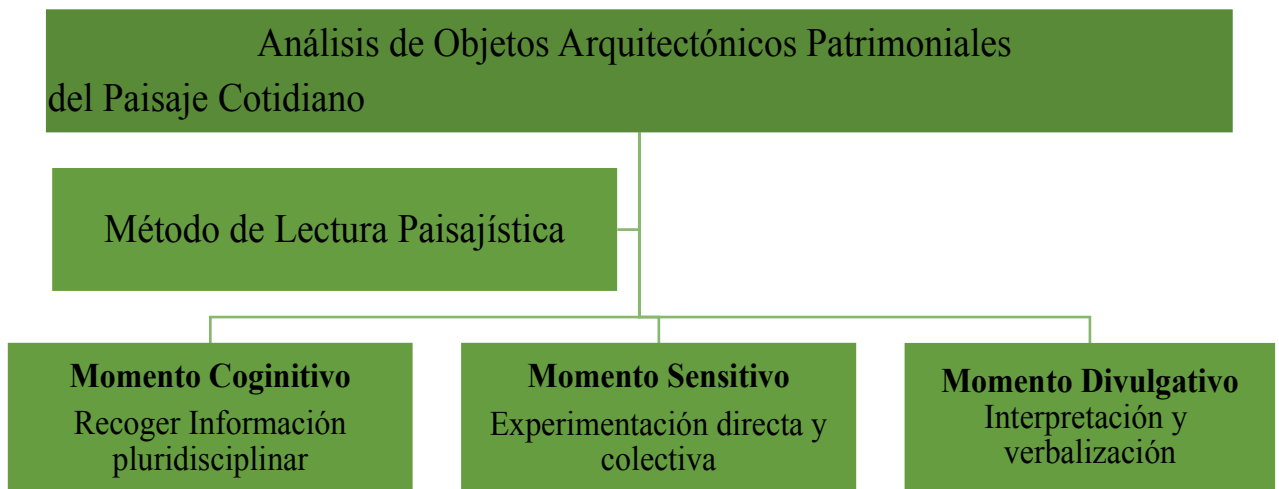 Análisis de Objetos Arquitectónicos Patrimoniales
del Paisaje Cotidiano
Método de Lectura Paisajística
Momento Coginitivo
Recoger Información
pluridisciplinar
Momento Sensitivo
Experimentación directa y
colectiva
Momento Divulgativo
Interpretación y
verbalización